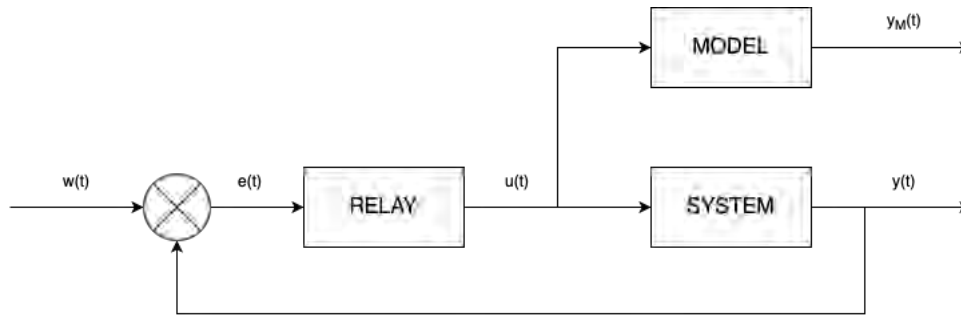 y_M(t)
MODEL
w(t)
e(t)
RELAY
u(t)
SYSTEM
y(t)